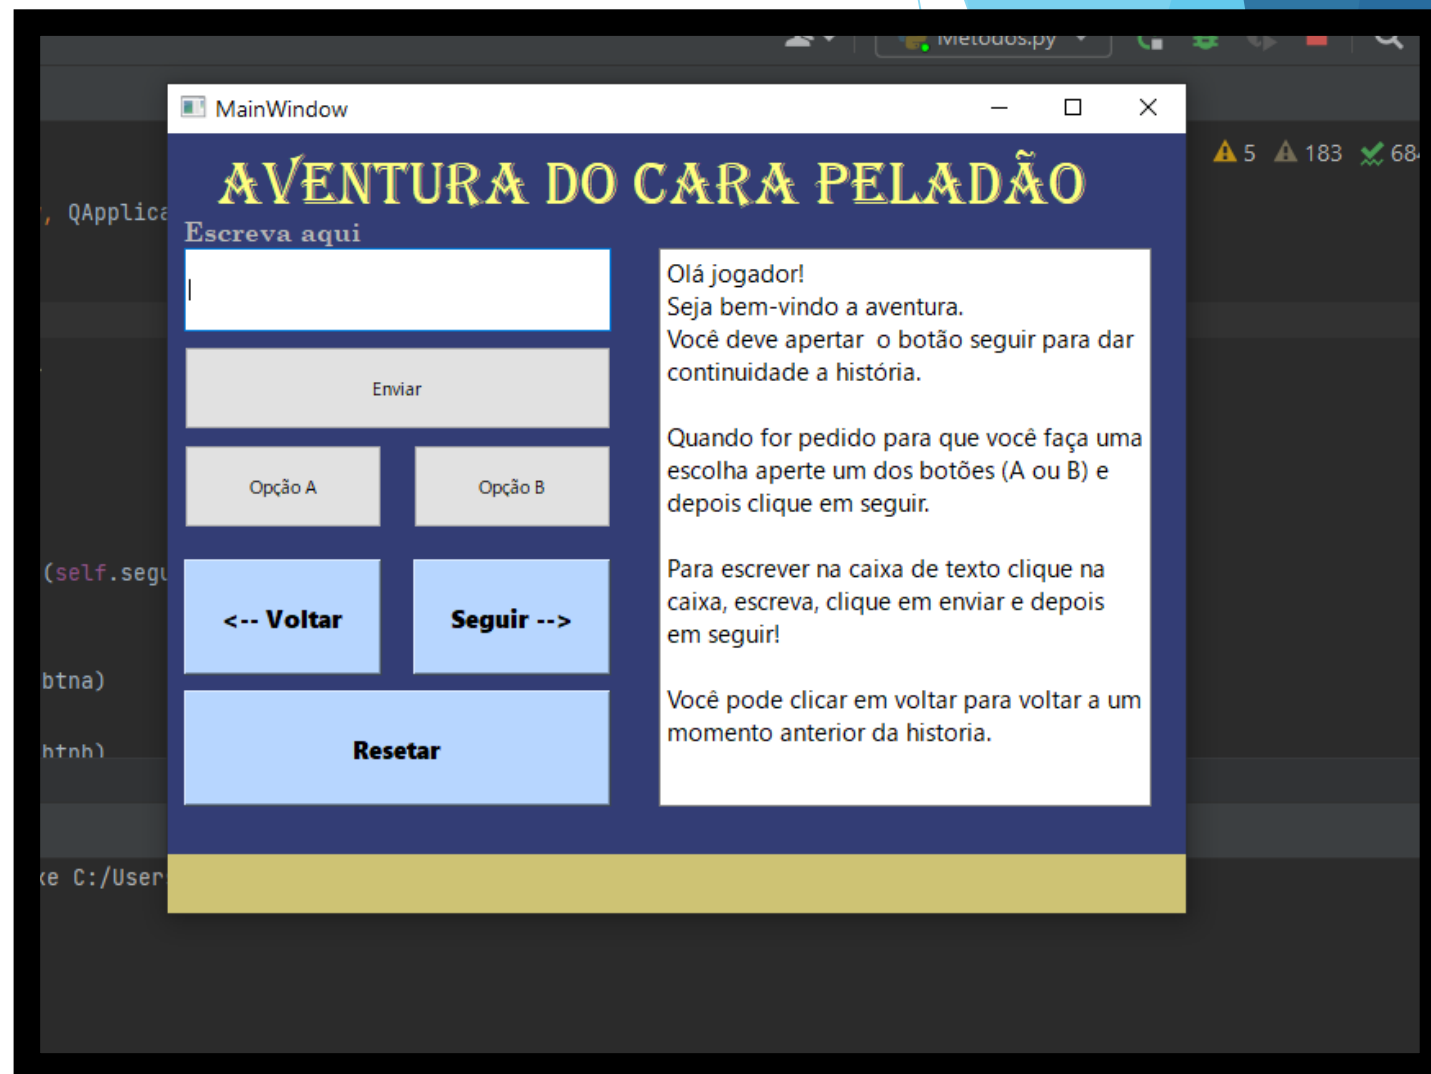 Metodos.py
MainWindow
5 183 684
AVENTURA DO CARA PELADÃO
, QApplica
Escreva aqui
Olá jogador!
Seja bem-vindo a aventura.
Você deve apertar  o botão seguir para dar
continuidade a história.
Quando for pedido para que você faça uma
escolha aperte um dos botões (A ou B) e
depois clique em seguir.
Para escrever na caixa de texto clique na
caixa, escreva, clique em enviar e depois
em seguir!
Você pode clicar em voltar para voltar a um
momento anterior da historia.
Enviar
Opção A
Opção B
(self.segu
<-- Voltar
Seguir -->
btna)
btnb)
Resetar
xe C:/User